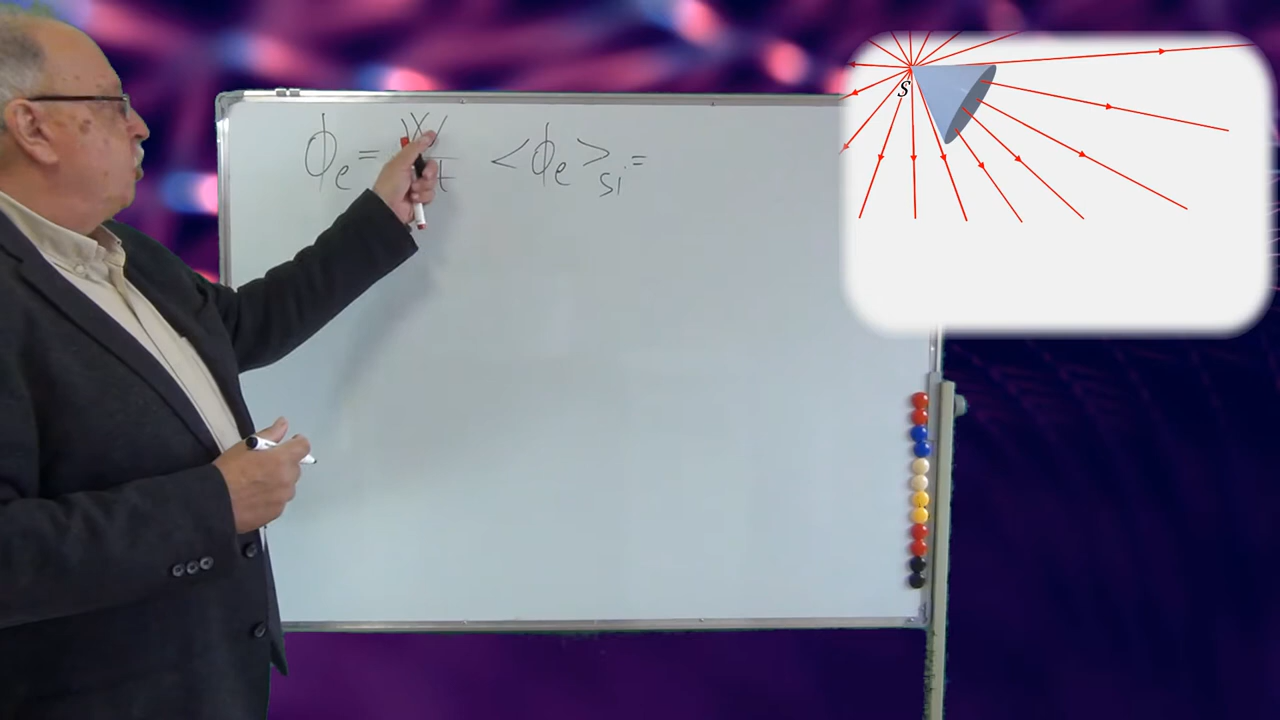 ϕₑ = W/t <ϕₑ>si =
S